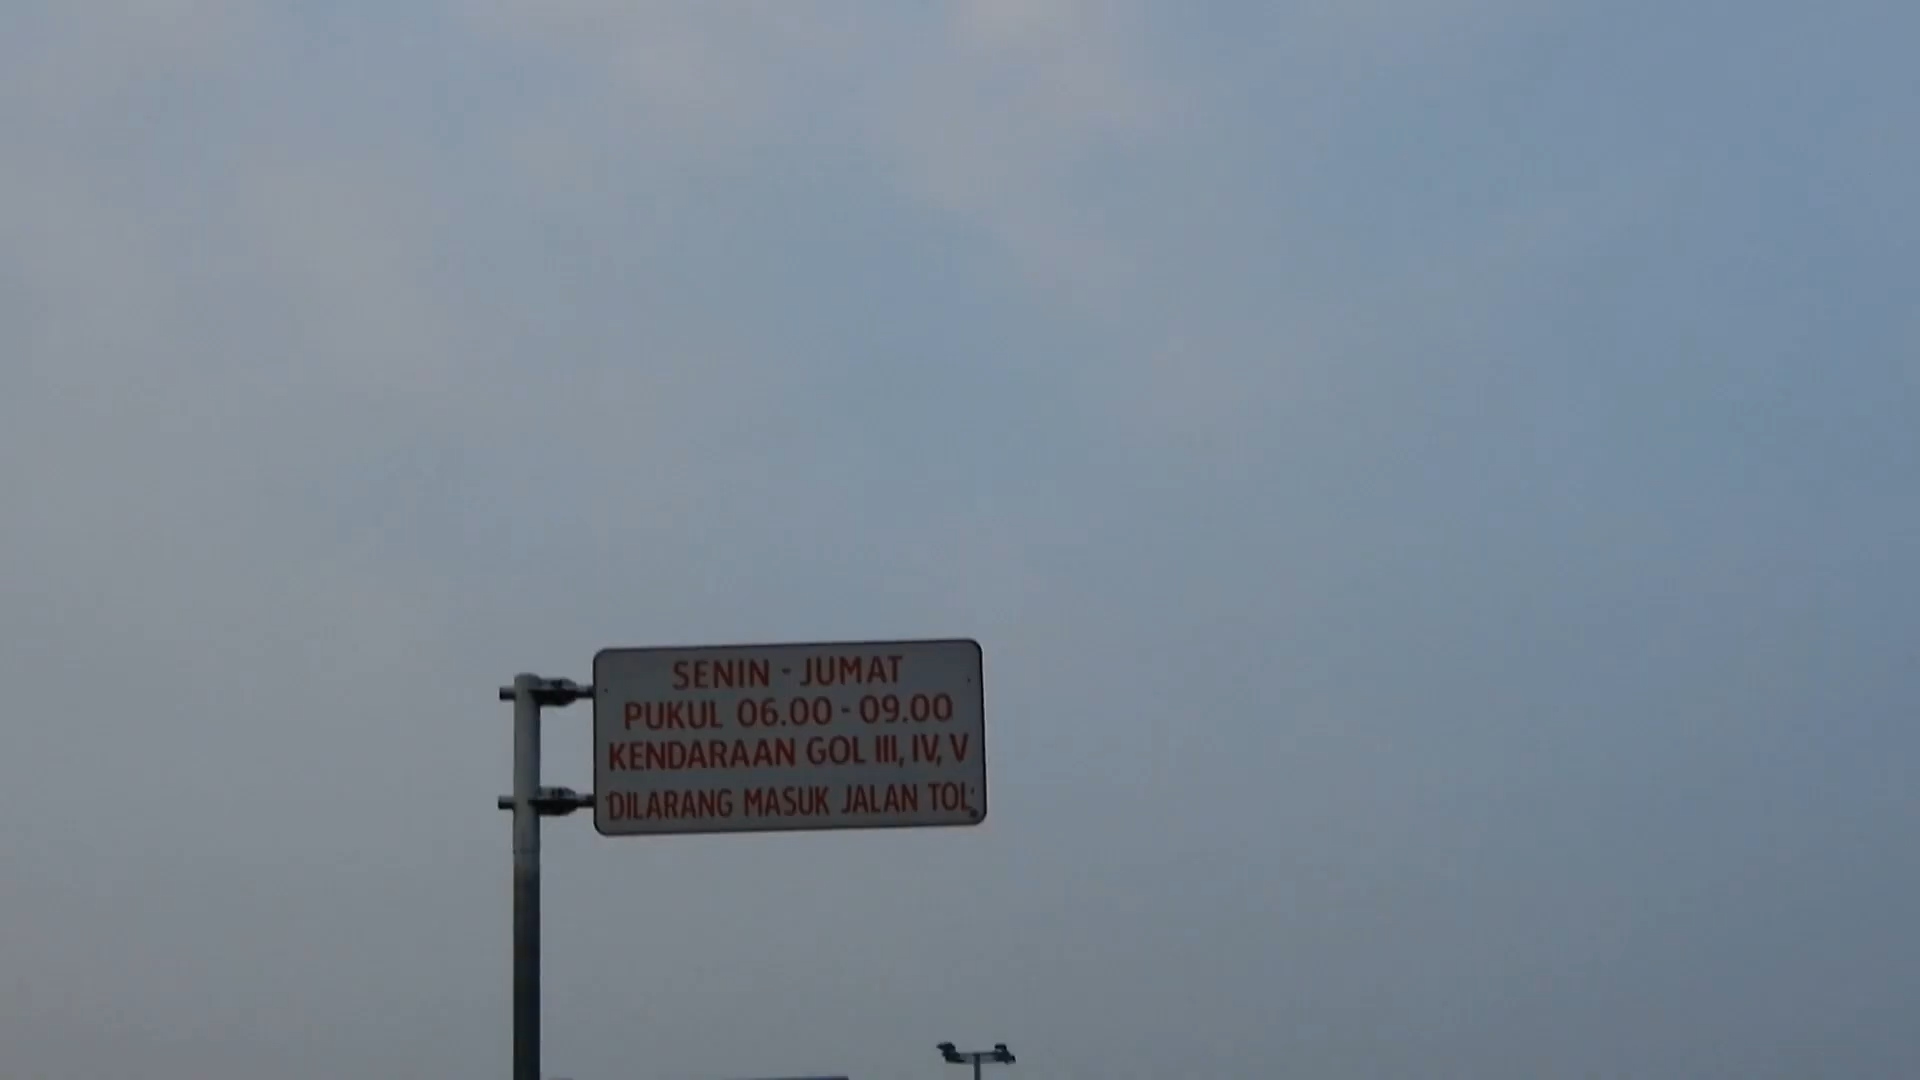 SENIN - JUMAT
PUKUL 06.00 - 09.00
KENDARAAN GOL III, IV, V
DILARANG MASUK JALAN TOL